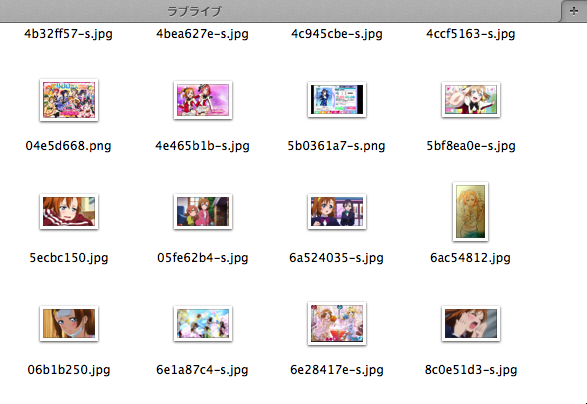 ラブライブ
4b32ff57-s.jpg 4bea627e-s.jpg 4c945cbe-s.jpg 4ccf5163-s.jpg
04e5d668.png 4e465b1b-s.jpg 5b0361a7-s.png 5bf8ea0e-s.jpg
5ecbc150.jpg 05fe62b4-s.jpg 6a524035-s.jpg 6ac54812.jpg
06b1b250.jpg 6e1a87c4-s.jpg 6e28417e-s.jpg 8c0e51d3-s.jpg